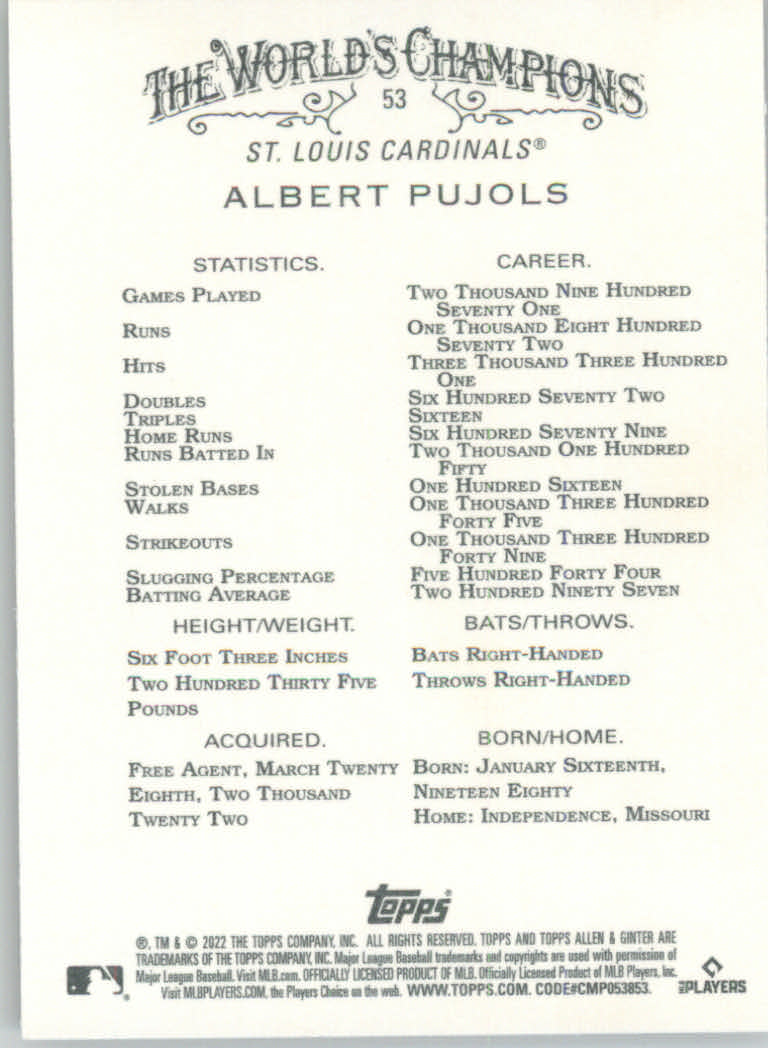 THE WORLD'S CHAMPIONS
53
ST. LOUIS CARDINALS®
ALBERT PUJOLS
STATISTICS. CAREER.
GAMES PLAYED TWO THOUSAND NINE HUNDRED
SEVENTY ONE
RUNS ONE THOUSAND EIGHT HUNDRED
SEVENTY TWO
HITS THREE THOUSAND THREE HUNDRED
ONE
DOUBLES SIX HUNDRED SEVENTY TWO
TRIPLES SIXTEEN
HOME RUNS SIX HUNDRED SEVENTY NINE
RUNS BATTED IN TWO THOUSAND ONE HUNDRED
FIFTY
STOLEN BASES ONE HUNDRED SIXTEEN
WALKS ONE THOUSAND THREE HUNDRED
FORTY FIVE
STRIKEOUTS ONE THOUSAND THREE HUNDRED
FORTY NINE
SLUGGING PERCENTAGE FIVE HUNDRED FORTY FOUR
BATTING AVERAGE TWO HUNDRED NINETY SEVEN
HEIGHT/WEIGHT. BATS/THROWS.
SIX FOOT THREE INCHES BATS RIGHT-HANDED
TWO HUNDRED THIRTY FIVE THROWS RIGHT-HANDED
POUNDS
ACQUIRED. BORN/HOME.
FREE AGENT, MARCH TWENTY BORN: JANUARY SIXTEENTH,
EIGHTH, TWO THOUSAND NINETEEN EIGHTY
TWENTY TWO HOME: INDEPENDENCE, MISSOURI
topps®
®, TM & © 2022 THE TOPPS COMPANY, INC. ALL RIGHTS RESERVED. TOPPS AND TOPPS ALLEN & GINTER ARE
TRADEMARKS OF THE TOPPS COMPANY, INC. Major League Baseball trademarks and copyrights are used with permission of
Major League Baseball. Visit MLB.com. OFFICIALLY LICENSED PRODUCT OF MLB. Officially Licensed Product of MLB Players, Inc.
Visit MLBPLAYERS.COM, the Players Choice on the web. WWW.TOPPS.COM. CODE#CMP053853.
MLB PLAYERS